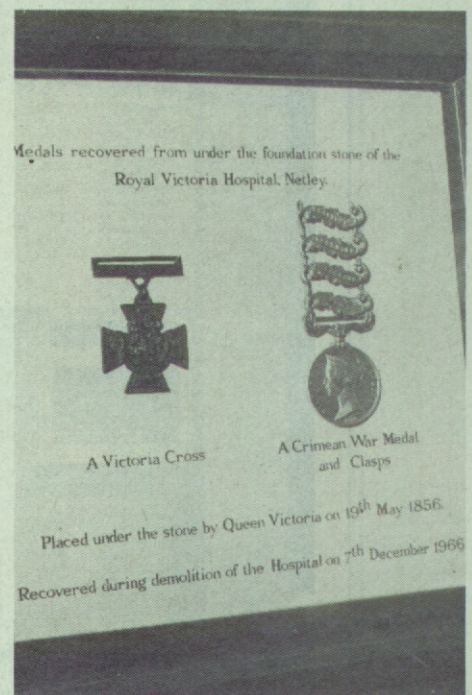 Medals recovered from under the foundation stone of the
Royal Victoria Hospital, Netley.
A Victoria Cross
A Crimean War Medal
and Clasps
Placed under the stone by Queen Victoria on 19th May 1856.
Recovered during demolition of the Hospital on 7th December 1966